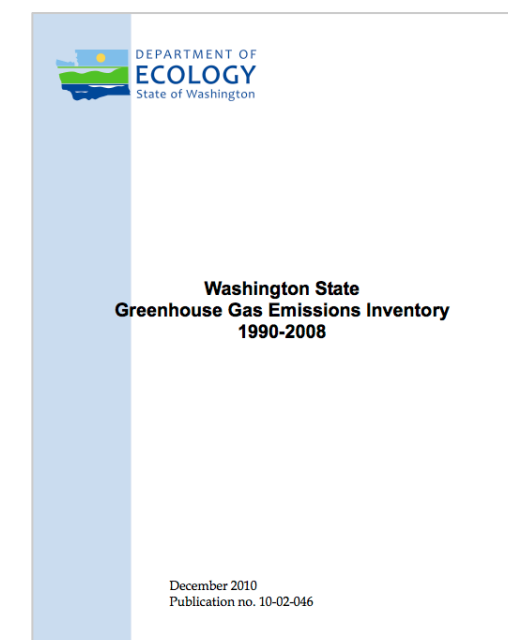 DEPARTMENT OF
ECOLOGY
State of Washington
Washington State
Greenhouse Gas Emissions Inventory
1990-2008
December 2010
Publication no. 10-02-046